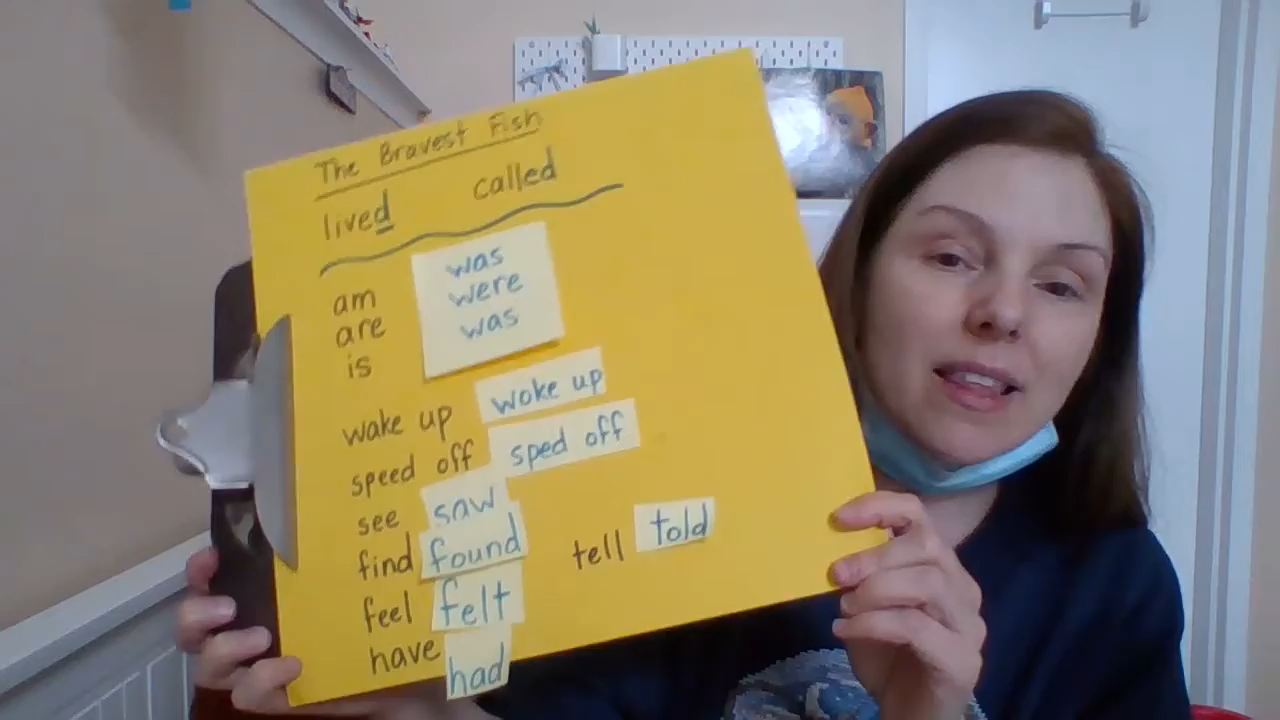 The Bravest Fish
lived called
am was
are were
is was
wake up woke up
speed off sped off
see saw
find found
tell told
feel felt
have had